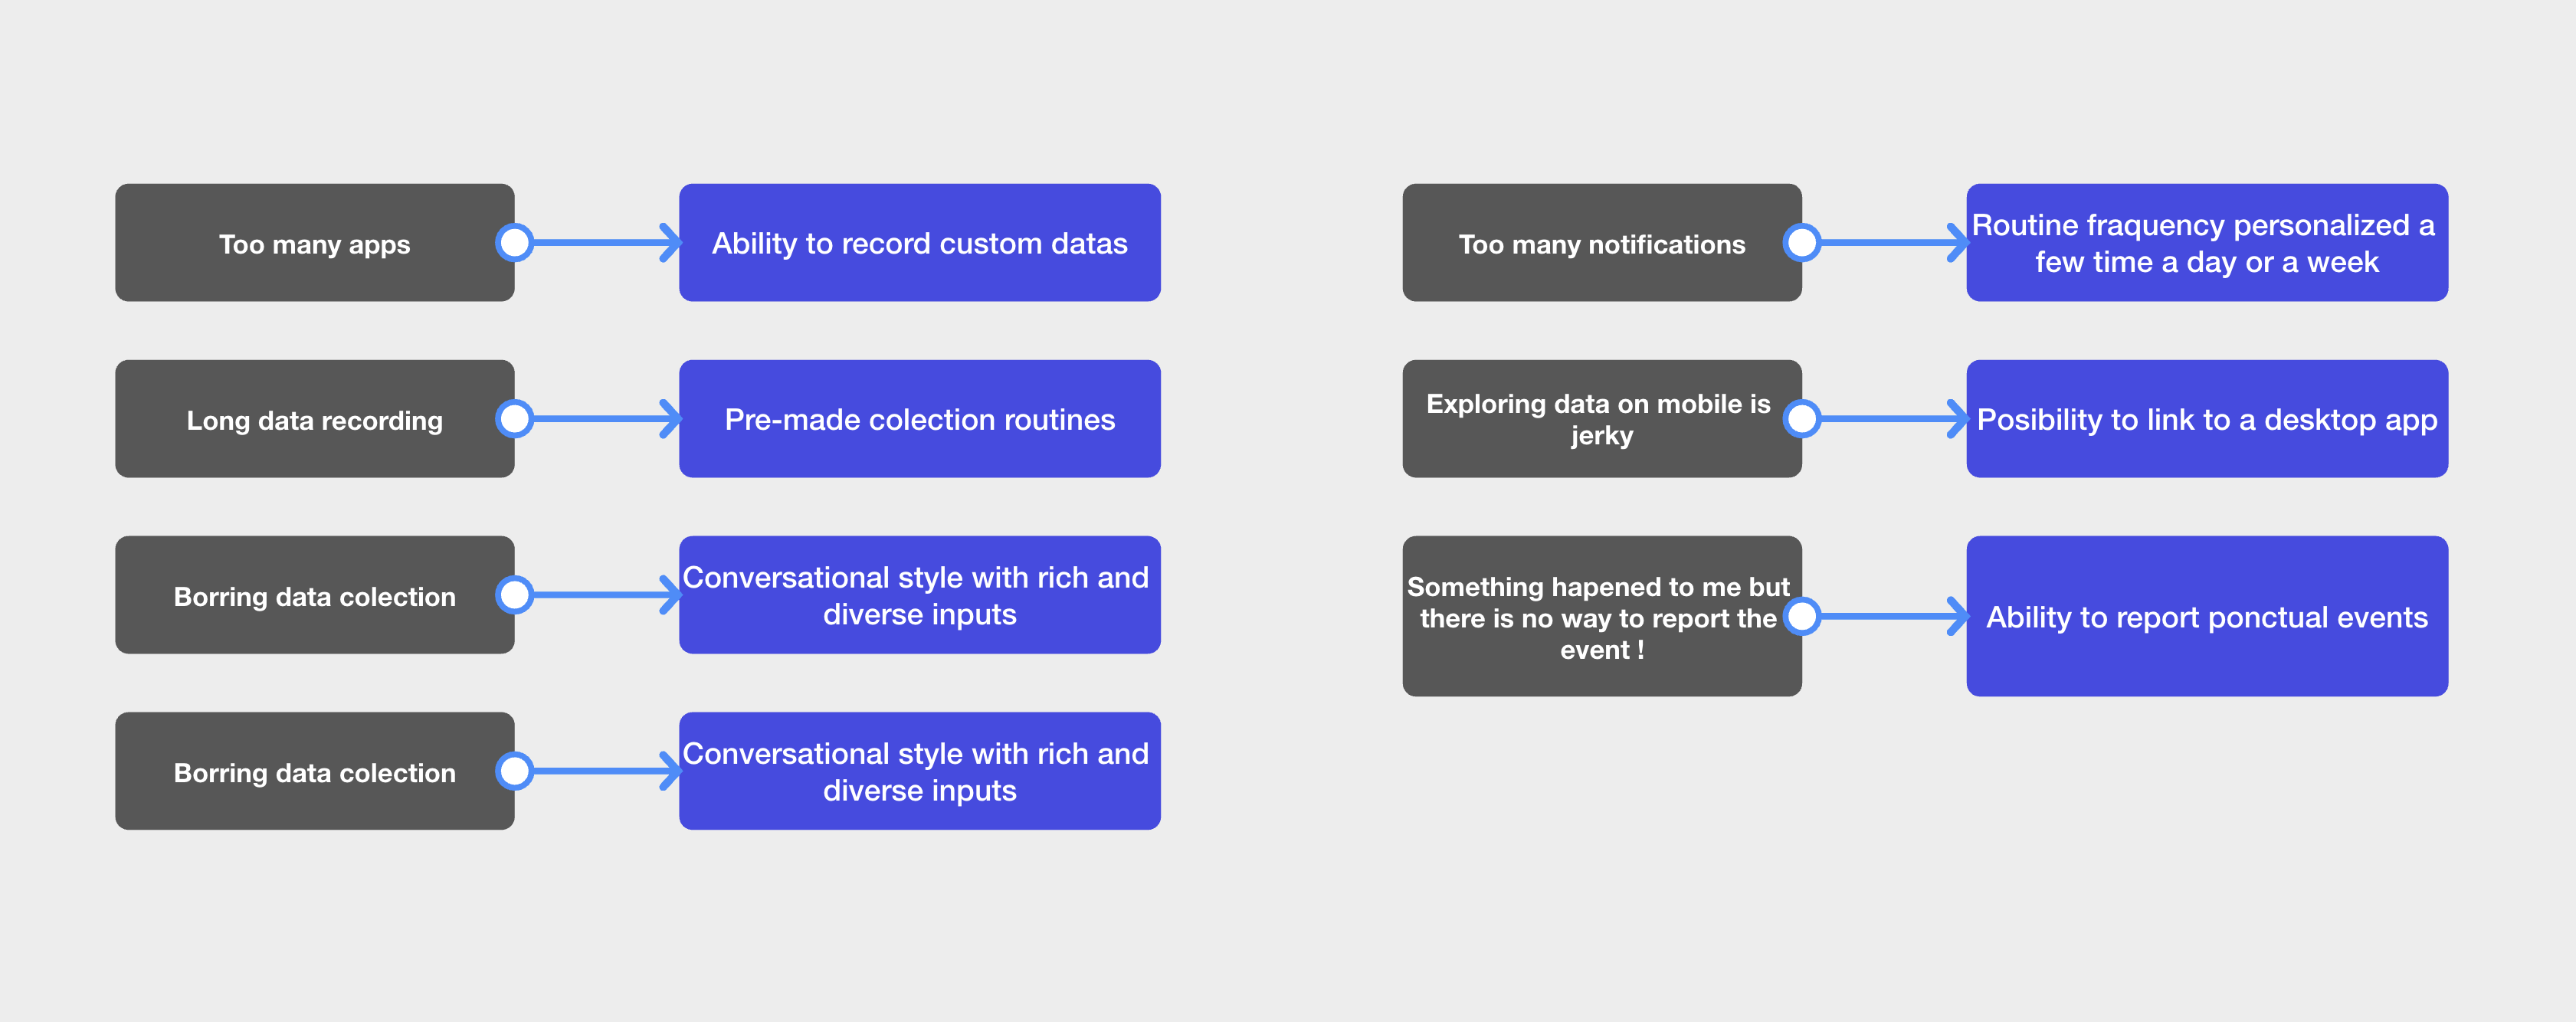 Too many apps
Ability to record custom datas
Long data recording
Pre-made colection routines
Borring data colection
Conversational style with rich and
diverse inputs
Borring data colection
Conversational style with rich and
diverse inputs
Too many notifications
Routine fraquency personalized a
few time a day or a week
Exploring data on mobile is
jerky
Posibility to link to a desktop app
Something hapened to me but
there is no way to report the
event !
Ability to report ponctual events